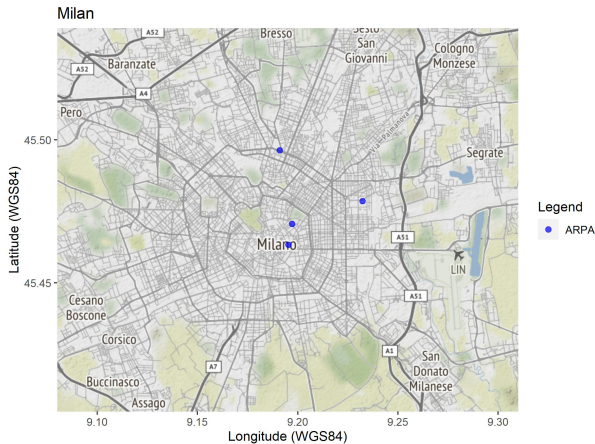 Milan
A52
Bresso
Sesto
San
Giovanni
A52
Baranzate
Cologno
Monzese
A4
Pero
Via Palmanova
Segrate
45.50
Legend
ARPA
Latitude (WGS84)
A51
Milano
LIN
45.45
A51
Cesano
Boscone
Corsico
A1
San
Donato
Milanese
A7
Buccinasco
Assago
9.10
9.15
9.20
9.25
9.30
Longitude (WGS84)